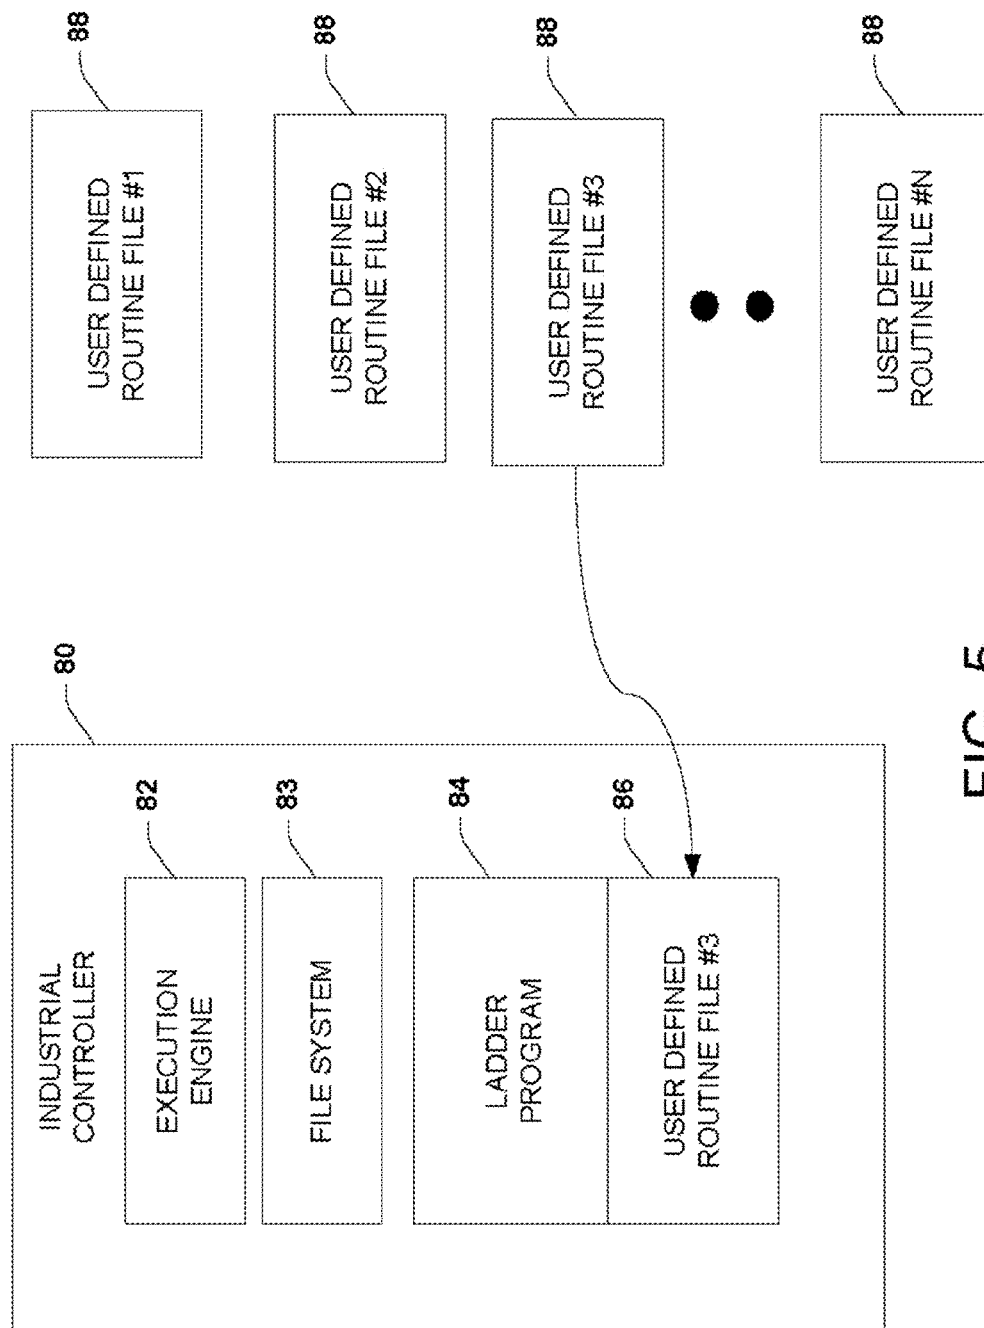 INDUSTRIAL
CONTROLLER
80
EXECUTION
ENGINE
82
FILE SYSTEM
83
LADDER
PROGRAM
84
USER DEFINED
ROUTINE FILE #3
86
USER DEFINED
ROUTINE FILE #1
88
USER DEFINED
ROUTINE FILE #2
88
USER DEFINED
ROUTINE FILE #3
88
USER DEFINED
ROUTINE FILE #N
88
FIG. 5